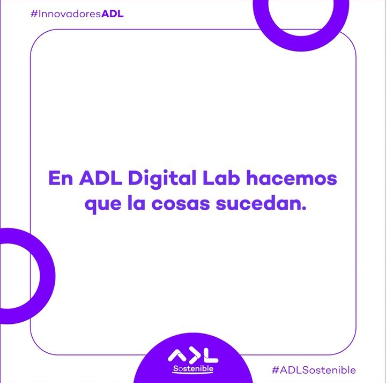 #InnovadoresADL
En ADL Digital Lab hacemos
que la cosas sucedan.
ADL
Sostenible
#ADLSostenible